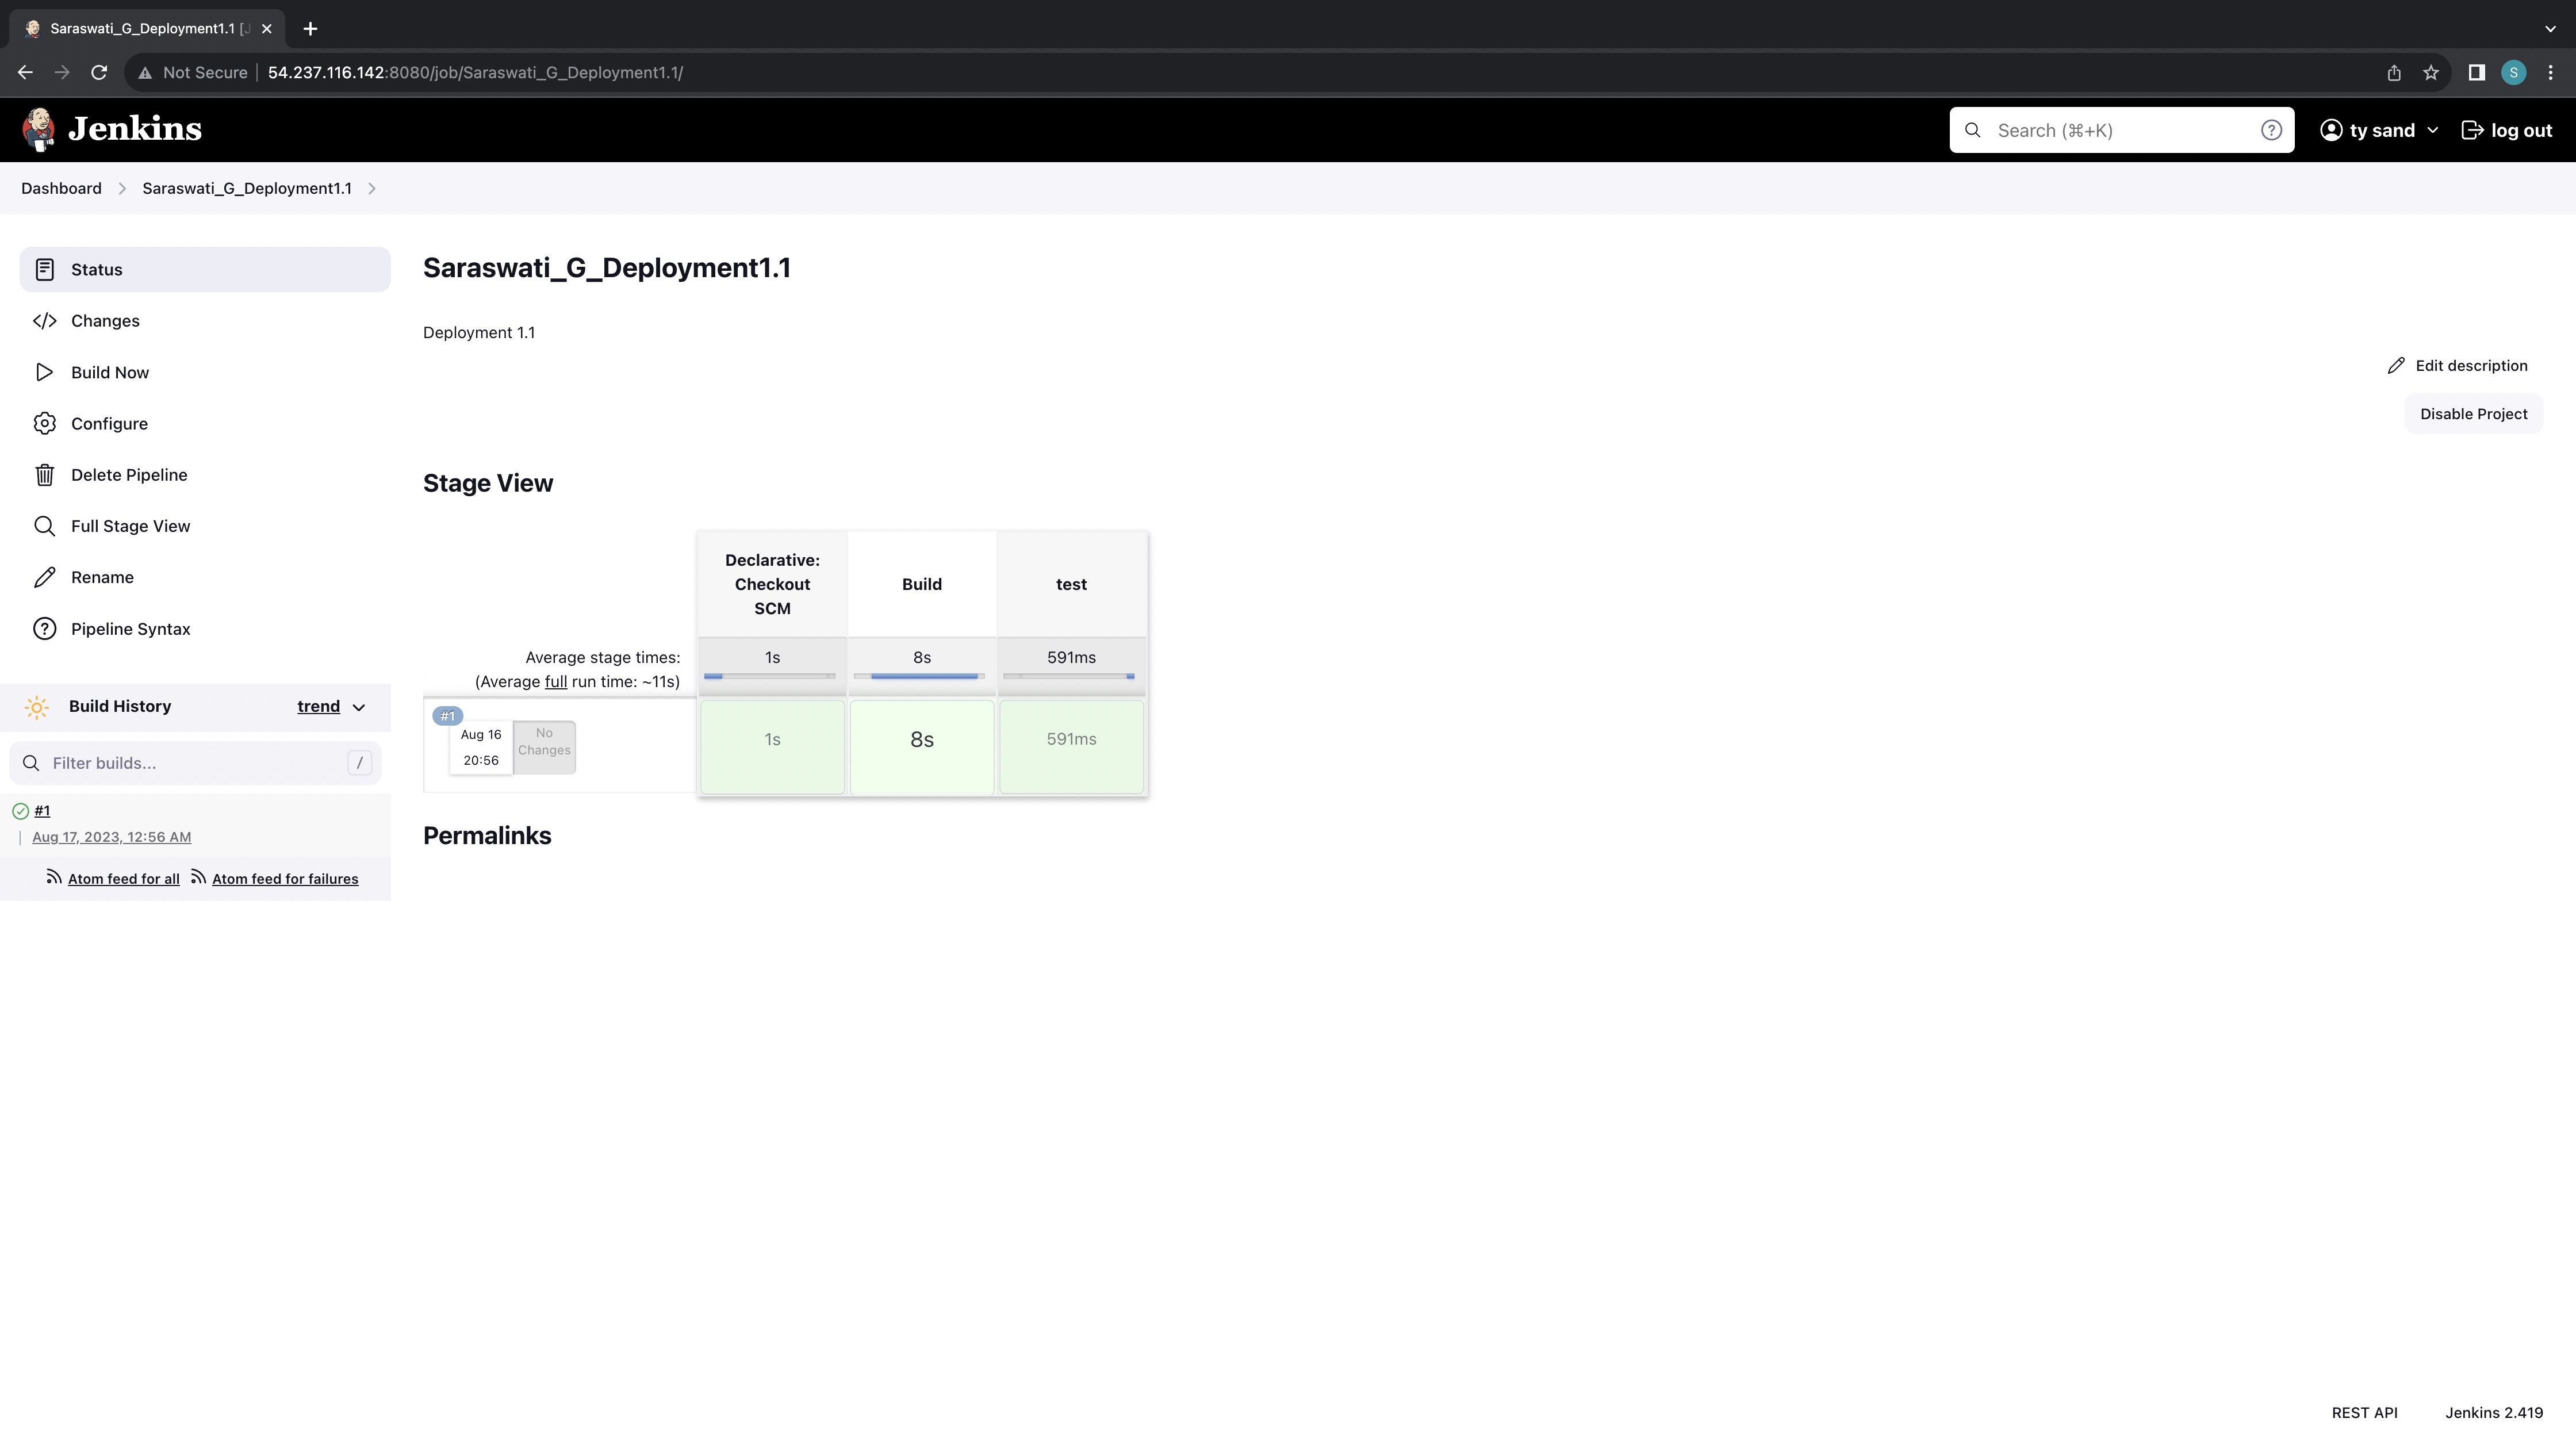 Saraswati_G_Deployment1.1 [J
Not Secure
54.237.116.142:8080/job/Saraswati_G_Deployment1.1/
S
Jenkins
Search (⌘+K)
ty sand
log out
Dashboard
Saraswati_G_Deployment1.1
Status
Changes
Build Now
Configure
Delete Pipeline
Full Stage View
Rename
Pipeline Syntax
Build History
trend
Filter builds...
/
#1
Aug 17, 2023, 12:56 AM
Atom feed for all
Atom feed for failures
Saraswati_G_Deployment1.1
Deployment 1.1
Edit description
Disable Project
Stage View
Declarative:
Checkout
SCM
Build
test
Average stage times:
(Average full run time: ~11s)
1s
8s
591ms
#1
Aug 16
20:56
No
Changes
1s
8s
591ms
Permalinks
REST API
Jenkins 2.419